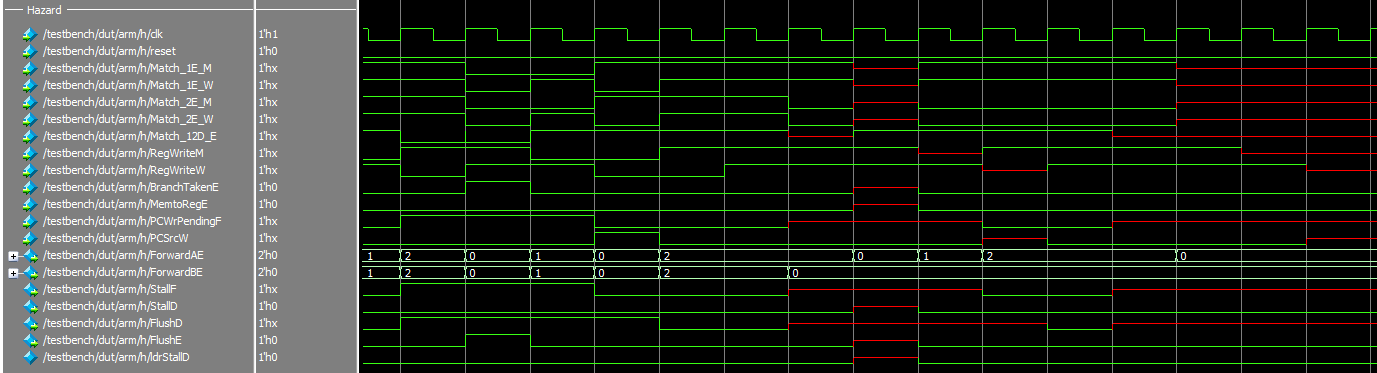 Hazard
/testbench/dut/arm/h/clk 1'h1
/testbench/dut/arm/h/reset 1'h0
/testbench/dut/arm/h/Match_1E_M 1'hx
/testbench/dut/arm/h/Match_1E_W 1'hx
/testbench/dut/arm/h/Match_2E_M 1'hx
/testbench/dut/arm/h/Match_2E_W 1'hx
/testbench/dut/arm/h/Match_12D_E 1'hx
/testbench/dut/arm/h/RegWriteM 1'hx
/testbench/dut/arm/h/RegWriteW 1'hx
/testbench/dut/arm/h/BranchTakenE 1'h0
/testbench/dut/arm/h/MemtoRegE 1'h0
/testbench/dut/arm/h/PCWrPendingF 1'hx
/testbench/dut/arm/h/PCSrcW 1'hx
/testbench/dut/arm/h/ForwardAE 2'h0 1 2 0 1 0 2 0 1 2 0
/testbench/dut/arm/h/ForwardBE 2'h0 1 2 0 1 0 2 0
/testbench/dut/arm/h/StallF 1'hx
/testbench/dut/arm/h/StallD 1'h0
/testbench/dut/arm/h/FlushD 1'hx
/testbench/dut/arm/h/FlushE 1'h0
/testbench/dut/arm/h/ldrStallD 1'h0